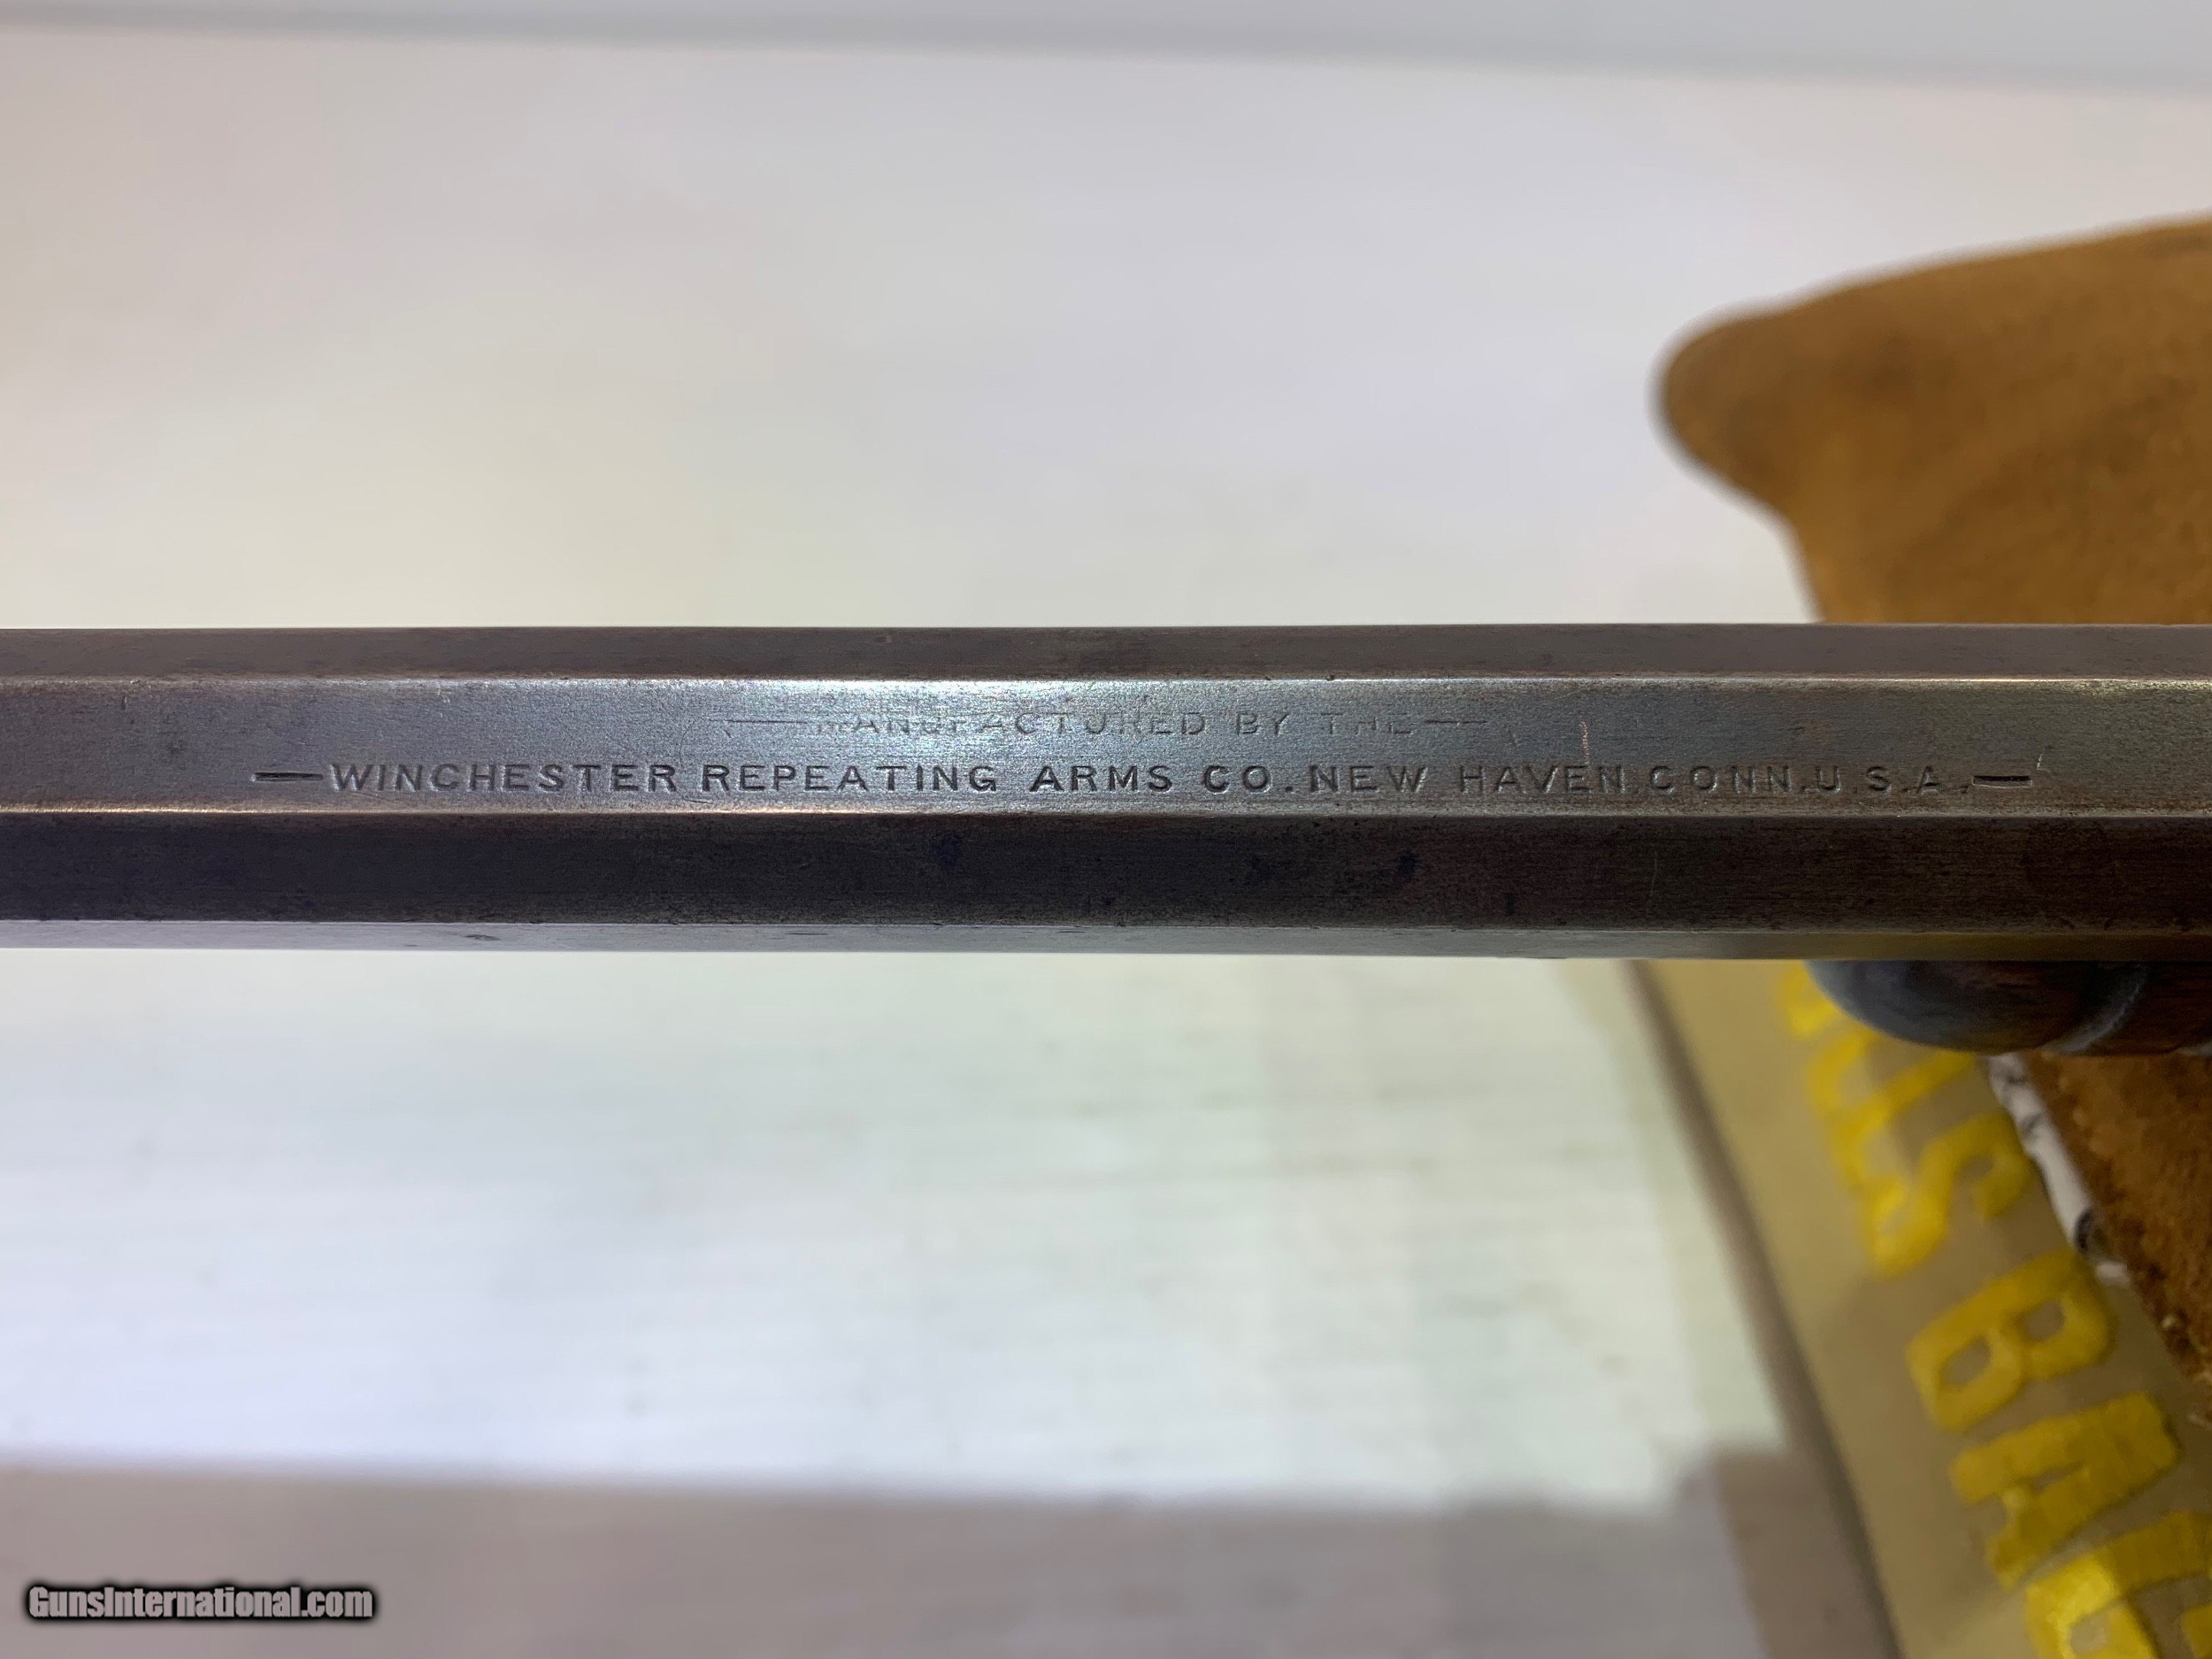 —MANUFACTURED BY THE—
—WINCHESTER REPEATING ARMS CO. NEW HAVEN. CONN. U.S.A.—
GunsInternational.com